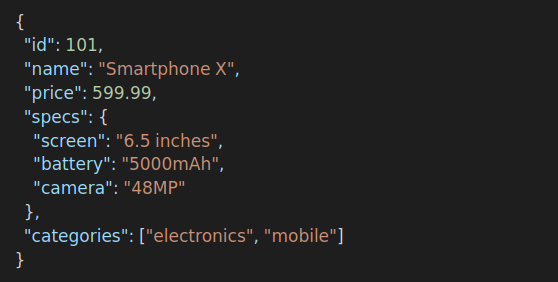 {
"id": 101,
"name": "Smartphone X",
"price": 599.99,
"specs": {
"screen": "6.5 inches",
"battery": "5000mAh",
"camera": "48MP"
},
"categories": ["electronics", "mobile"]
}